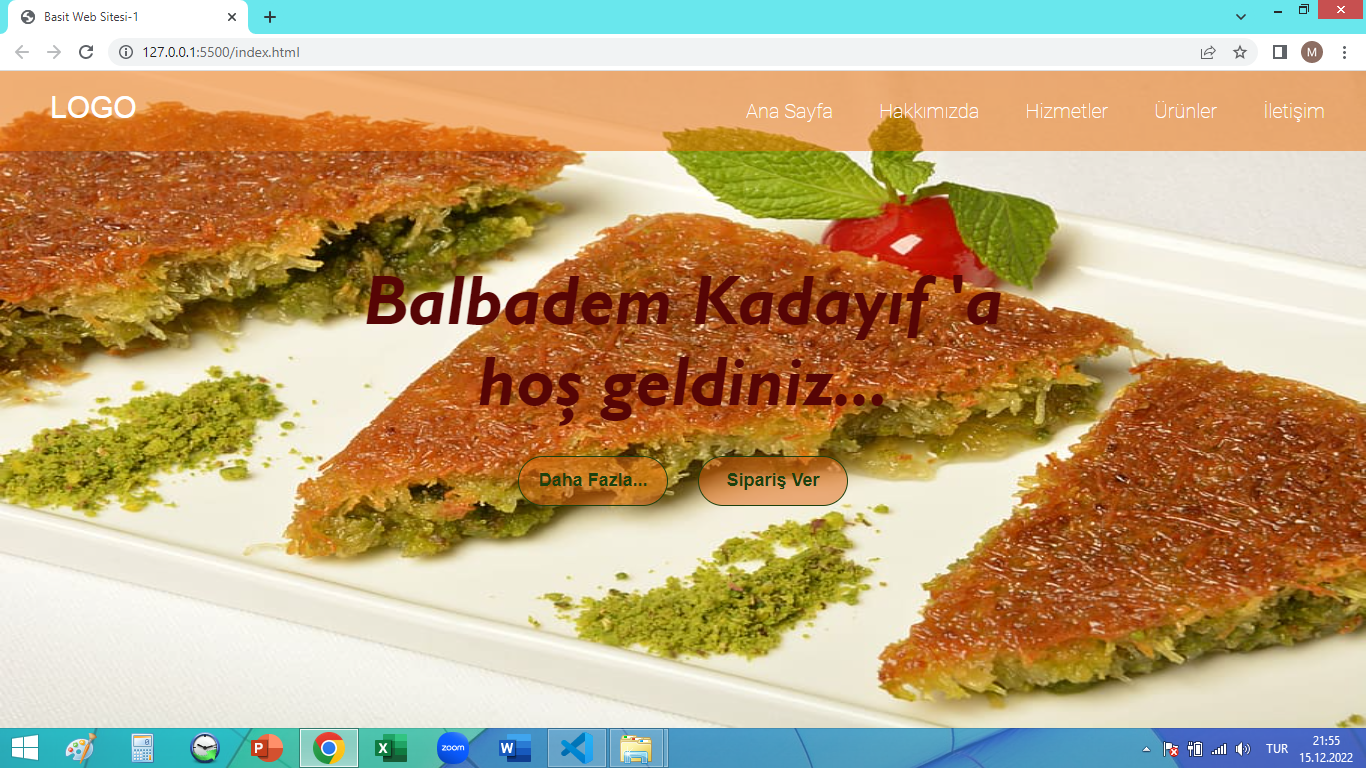 Basit Web Sitesi-1
127.0.0.1:5500/index.html
M
LOGO
Ana Sayfa Hakkımızda Hizmetler Ürünler İletişim
Balbadem Kadayıf 'a
hoş geldiniz...
Daha Fazla... Sipariş Ver
zoom
TUR
21:55
15.12.2022